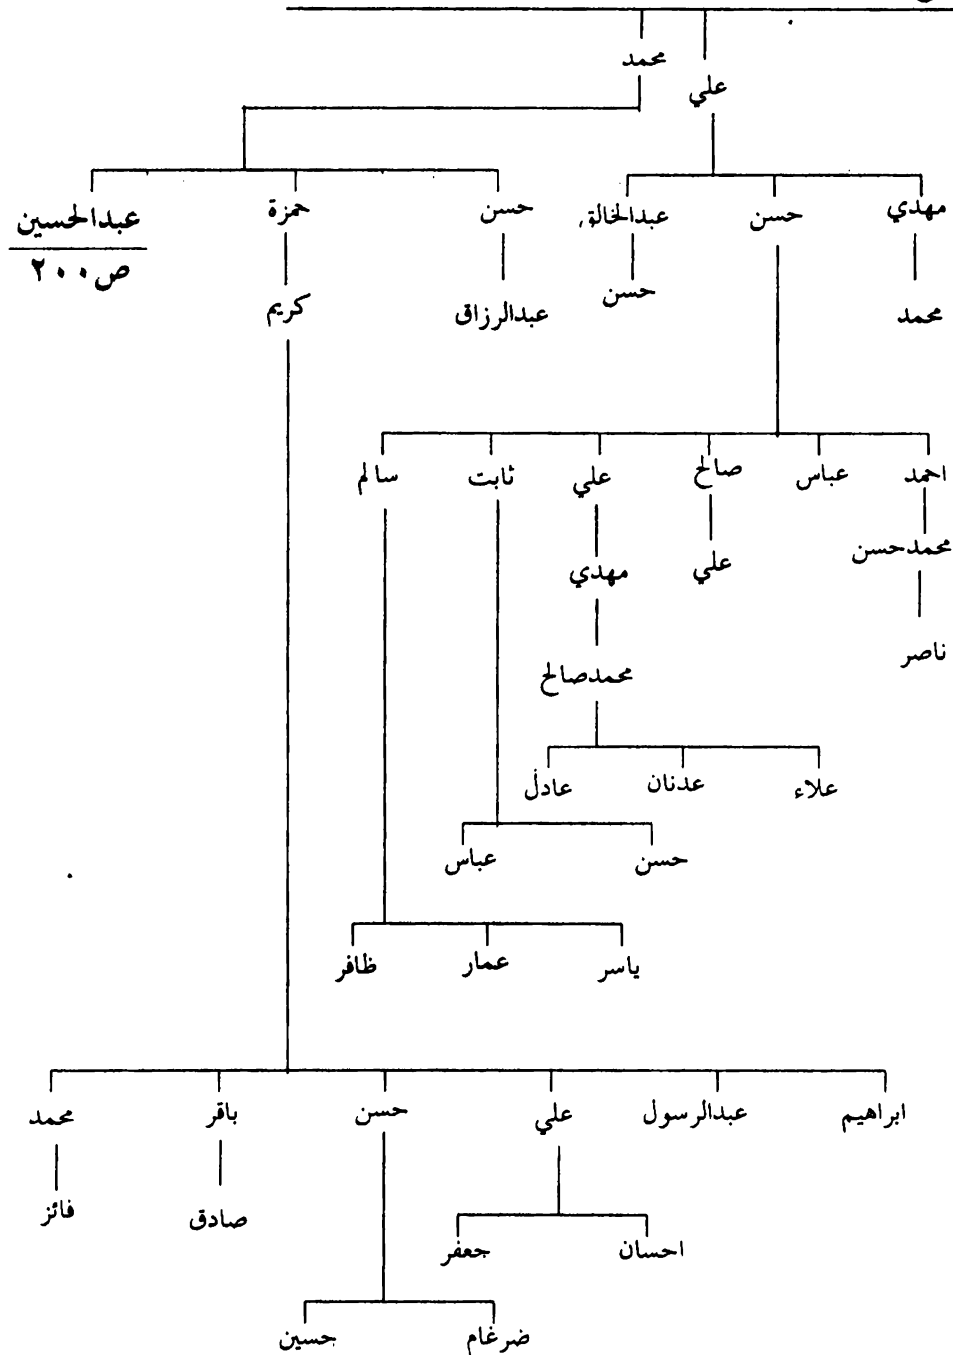 محمد
علي
مهدي حسن عبدالخالق حسن حمزة عبدالحسين
محمد حسن عبدالرزاق كريم ص٢٠٠
احمد عباس صالح علي ثابت سالم
محمدحسن علي مهدي
ناصر محمدصالح
علاء عدنان عادل
حسن عباس
ياسر عمار ظافر
ابراهيم عبدالرسول علي حسن باقر محمد
صادق فائز
احسان جعفر
ضرغام حسين